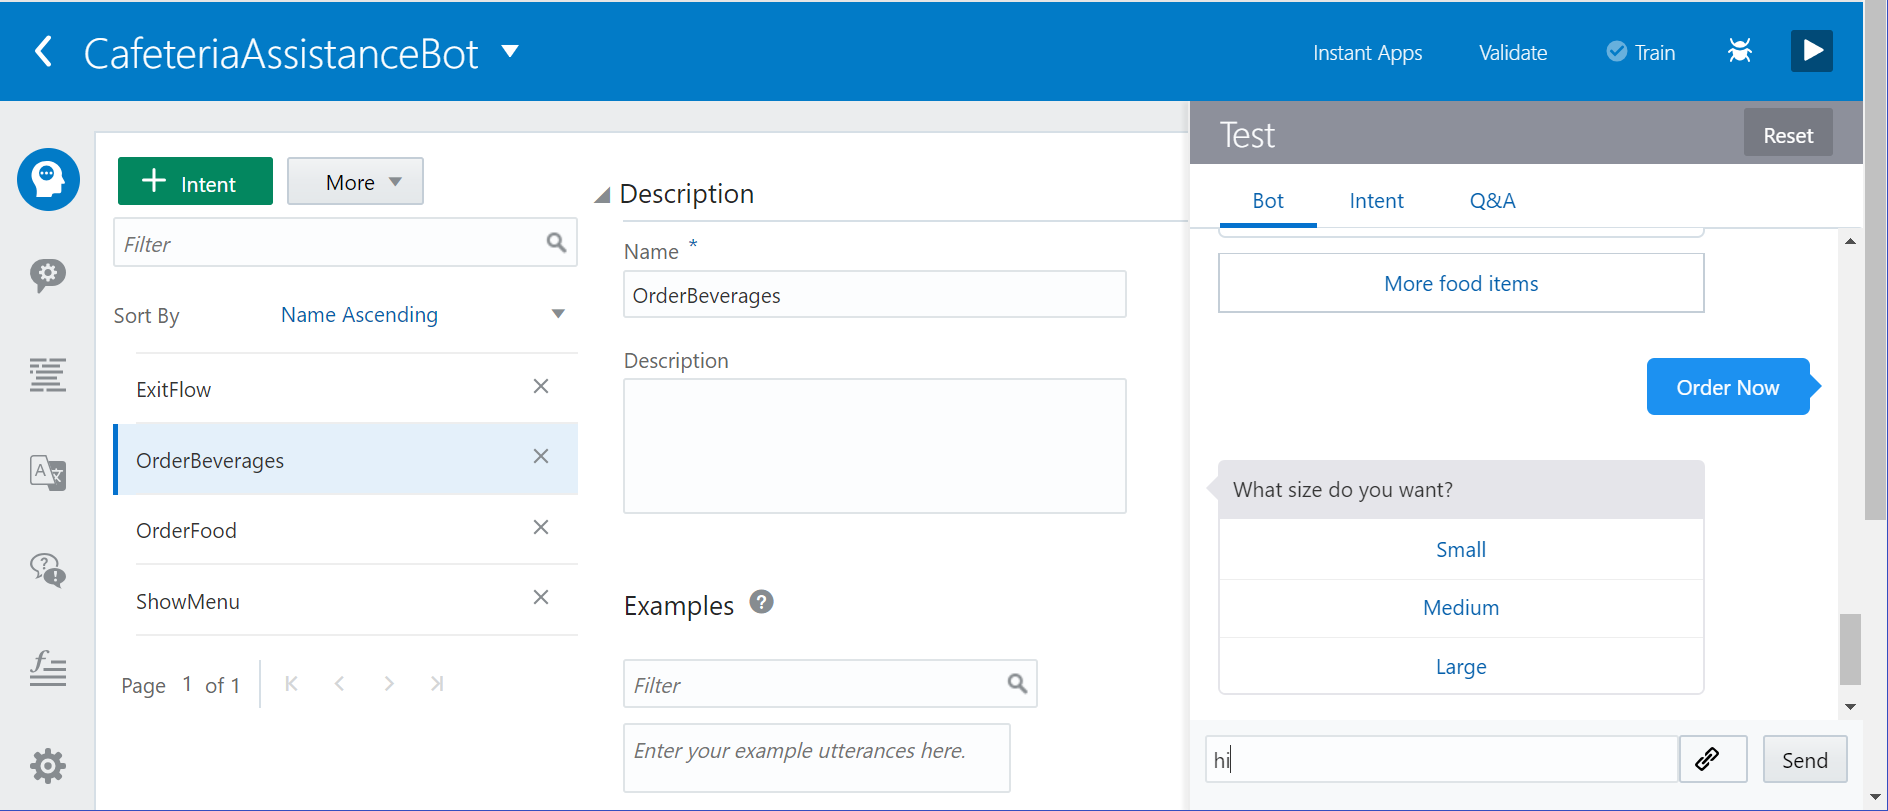 CafeteriaAssistanceBot
Instant Apps
Validate
Train
Intent
More
Filter
Sort By
Name Ascending
ExitFlow
OrderBeverages
OrderFood
ShowMenu
Page 1 of 1
Description
Name *
OrderBeverages
Description
Examples ?
Filter
Enter your example utterances here.
Test
Reset
Bot
Intent
Q&A
More food items
Order Now
What size do you want?
Small
Medium
Large
hi
Send